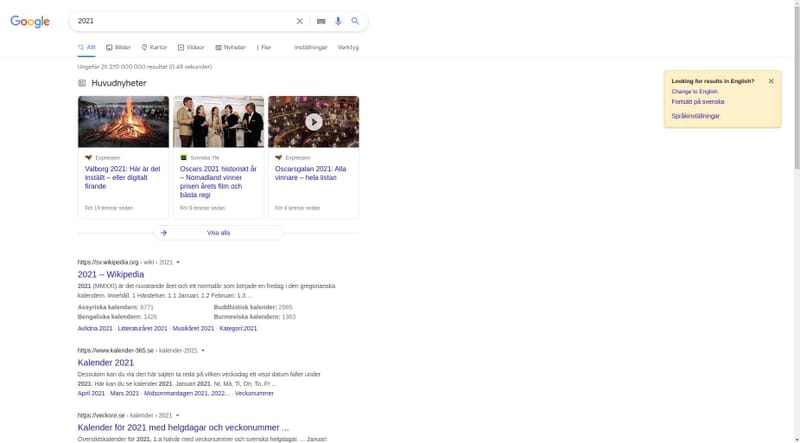 Google
2021
Allt Bilder Kartor Videor Nyheter Fler Inställningar Verktyg
Ungefär 25 270 000 000 resultat (0,48 sekunder)
Huvudnyheter
Expressen
Valborg 2021: Här är det
inställt – eller digitalt
firande
För 19 timmar sedan
Svenska Yle
Oscars 2021 historiskt år
– Nomadland vinner
prisen årets film och
bästa regi
För 8 timmar sedan
Expressen
Oscarsgalan 2021: Alla
vinnare – hela listan
För 8 timmar sedan
Visa alla
https://sv.wikipedia.org › wiki › 2021
2021 – Wikipedia
2021 (MMXXI) är det nuvarande året och ett normalår som började en fredag i den gregorianska
kalendern. Innehåll. 1 Händelser. 1.1 Januari; 1.2 Februari; 1.3 ...
Assyriska kalendern: 6771 Buddhistisk kalender: 2565
Bengaliska kalendern: 1428 Burmesiska kalendern: 1383
Avlidna 2021 · Litteraturåret 2021 · Musikåret 2021 · Kategori:2021
https://www.kalender-365.se › kalender-2021
Kalender 2021
Dessutom kan du via den här sajten ta reda på vilken veckodag ett visst datum faller under
2021. Här kan du se kalender 2021. Januari 2021. Nr, Må, Ti, On, To, Fr ...
April 2021 · Mars 2021 · Midsommardagen 2021, 2022... · Veckonummer
https://veckonr.se › kalender › 2021
Kalender för 2021 med helgdagar och veckonummer ...
Översiktskalender för 2021, 1:a halvår med veckonummer och svenska helgdagar. ... Januari
Looking for results in English?
Change to English
Fortsätt på svenska
Språkinställningar